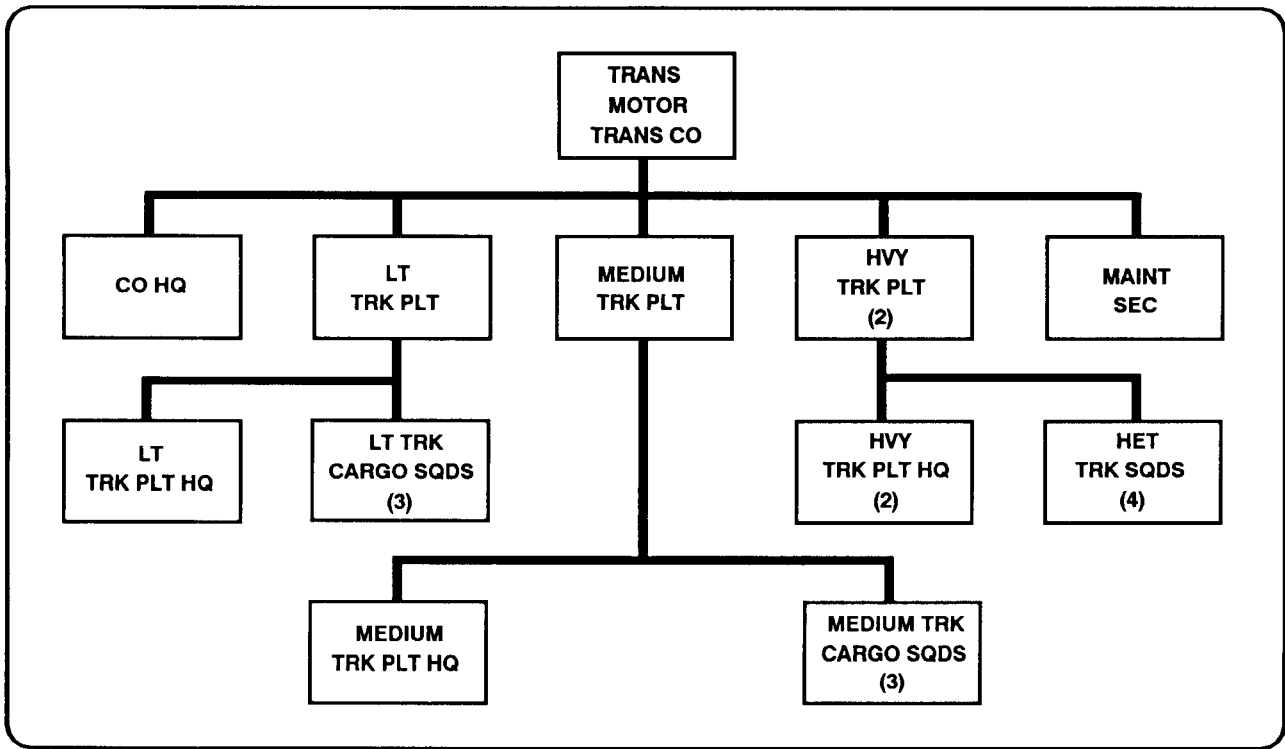 TRANS
MOTOR
TRANS CO
CO HQ
LT
TRK PLT
MEDIUM
TRK PLT
HVY
TRK PLT
(2)
MAINT
SEC
LT
TRK PLT HQ
LT TRK
CARGO SQDS
(3)
HVY
TRK PLT HQ
(2)
HET
TRK SQDS
(4)
MEDIUM
TRK PLT HQ
MEDIUM TRK
CARGO SQDS
(3)